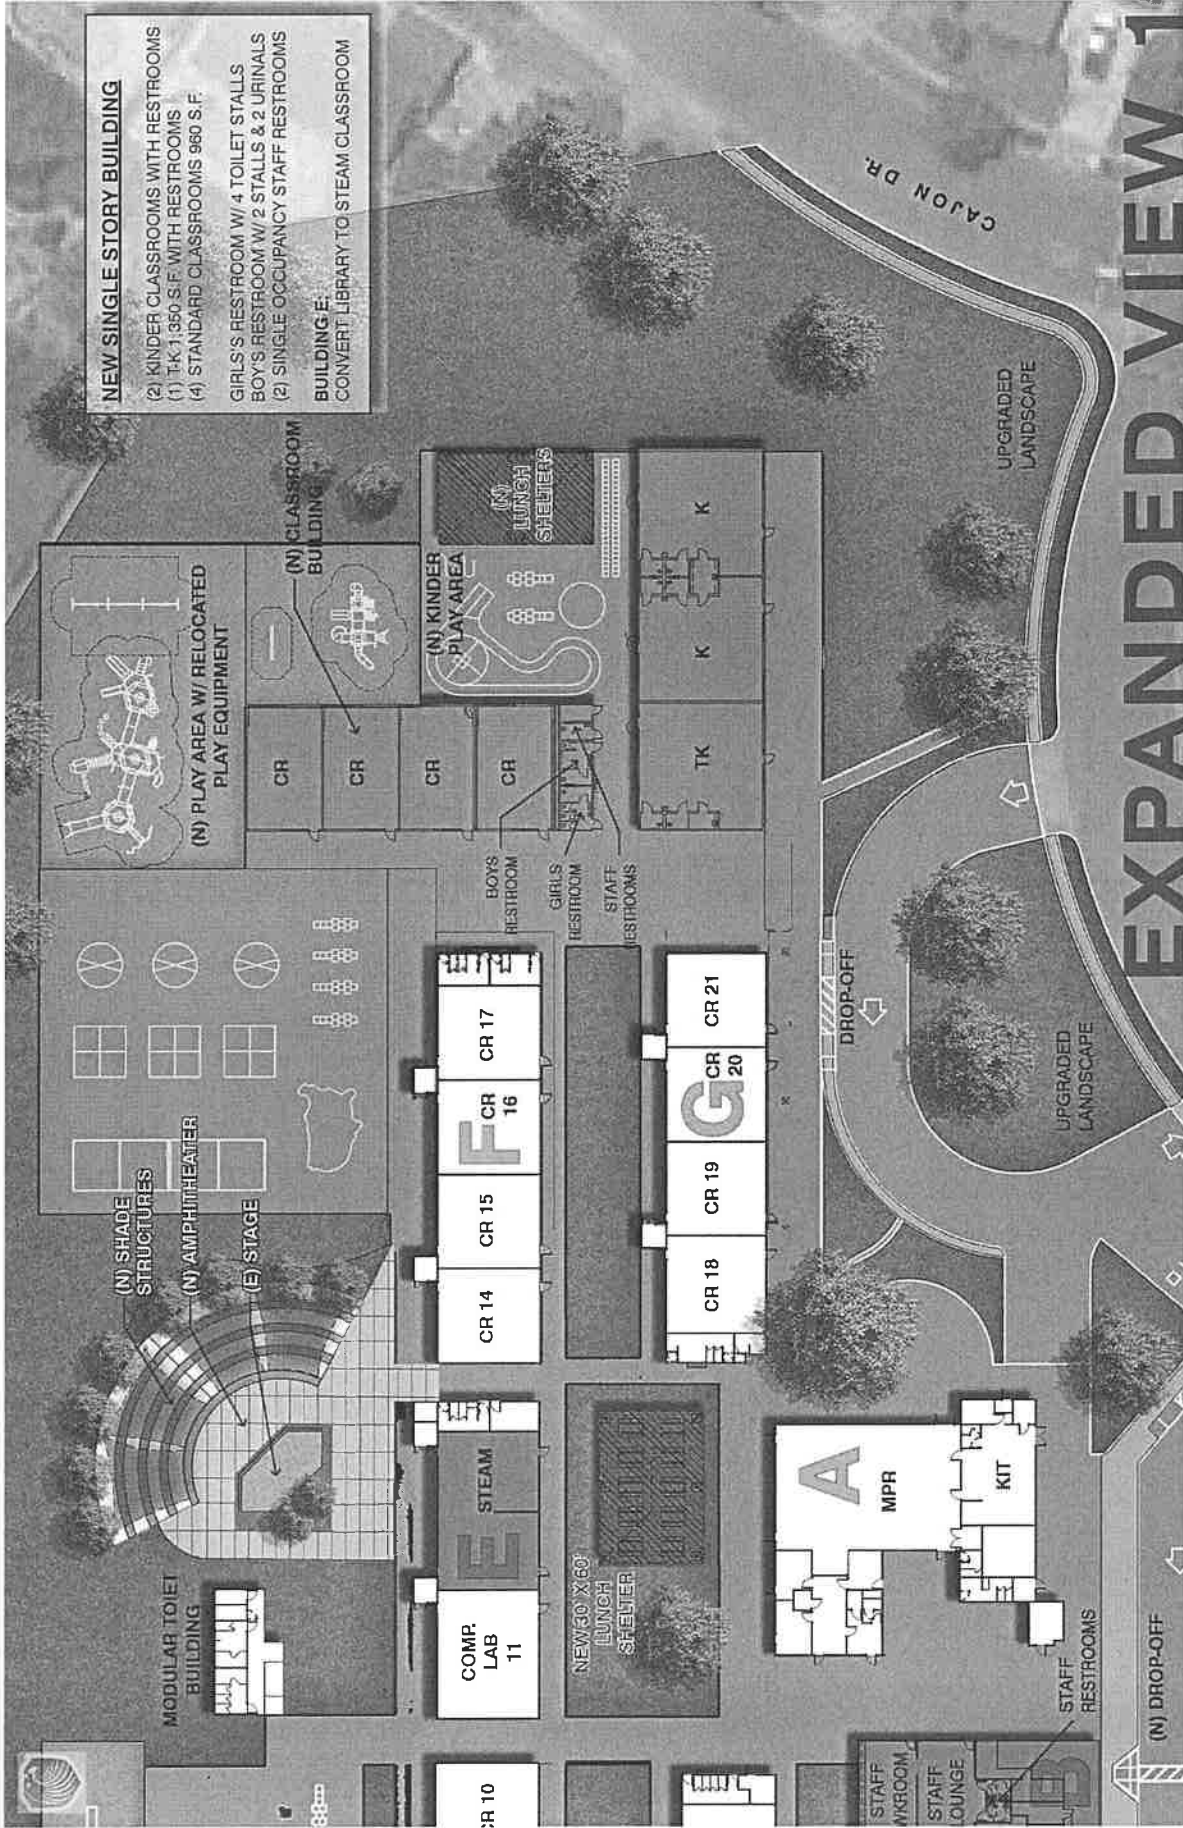 NEW SINGLE STORY BUILDING
(2) KINDER CLASSROOMS WITH RESTROOMS
(1) T-K 1,350 S.F. WITH RESTROOMS
(4) STANDARD CLASSROOMS 960 S.F.
GIRLS'S RESTROOM W/ 4 TOILET STALLS
BOY'S RESTROOM W/ 2 STALLS & 2 URINALS
(2) SINGLE OCCUPANCY STAFF RESTROOMS
BUILDING E:
CONVERT LIBRARY TO STEAM CLASSROOM
(N) PLAY AREA W/ RELOCATED
PLAY EQUIPMENT
(N) CLASSROOM
BUILDING
(N) KINDER
PLAY AREA
(N)
LUNCH
SHELTERS
CR
CR
CR
CR
BOYS
RESTROOM
GIRLS
RESTROOM
STAFF
RESTROOMS
TK
K
K
(N) SHADE
STRUCTURES
(N) AMPHITHEATER
(E) STAGE
MODULAR TOIET
BUILDING
CR 10
COMP.
LAB
11
E
STEAM
CR 14
CR 15
F
CR
16
CR 17
NEW 30' X 60'
LUNCH
SHELTER
CR 18
CR 19
G
CR
20
CR 21
A
MPR
KIT
STAFF
WKROOM
STAFF
LOUNGE
B
STAFF
RESTROOMS
(N) DROP-OFF
DROP-OFF
UPGRADED
LANDSCAPE
UPGRADED
LANDSCAPE
CAJON DR.
EXPANDED VIEW 1